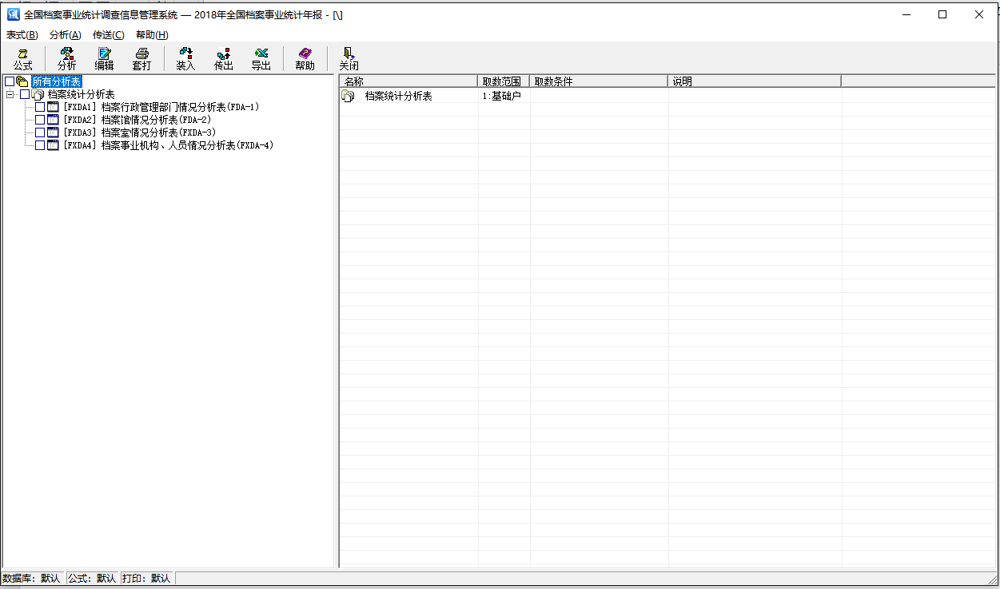 全国档案事业统计调查信息管理系统 — 2018年全国档案事业统计年报 - [\]
表式(B) 分析(A) 传送(C) 帮助(H)
公式 分析 编辑 套打 装入 传出 导出 帮助 关闭
所有分析表
档案统计分析表
[FXDA1] 档案行政管理部门情况分析表(FDA-1)
[FXDA2] 档案馆情况分析表(FDA-2)
[FXDA3] 档案室情况分析表(FXDA-3)
[FXDA4] 档案事业机构、人员情况分析表(FXDA-4)
名称 取数范围 取数条件 说明
档案统计分析表 1:基础户
数据库: 默认 公式: 默认 打印: 默认